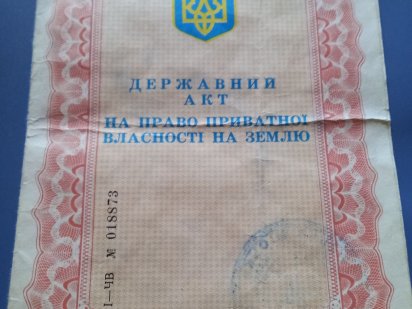 ДЕРЖАВНИЙ
АКТ
НА ПРАВО ПРИВАТНОЇ
ВЛАСНОСТІ НА ЗЕМЛЮ
І—ЧВ № 018873